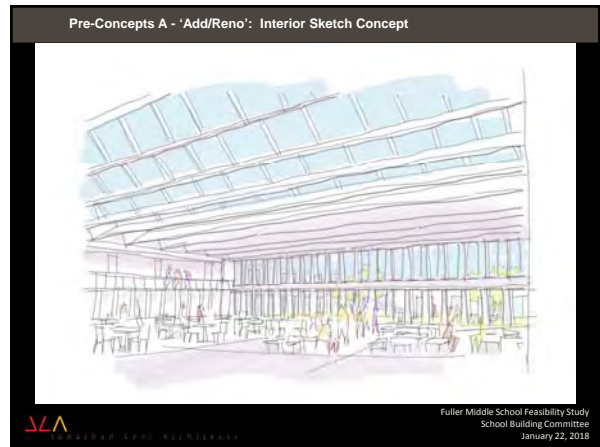 Pre-Concepts A - ‘Add/Reno’: Interior Sketch Concept
Fuller Middle School Feasibility Study
School Building Committee
January 22, 2018